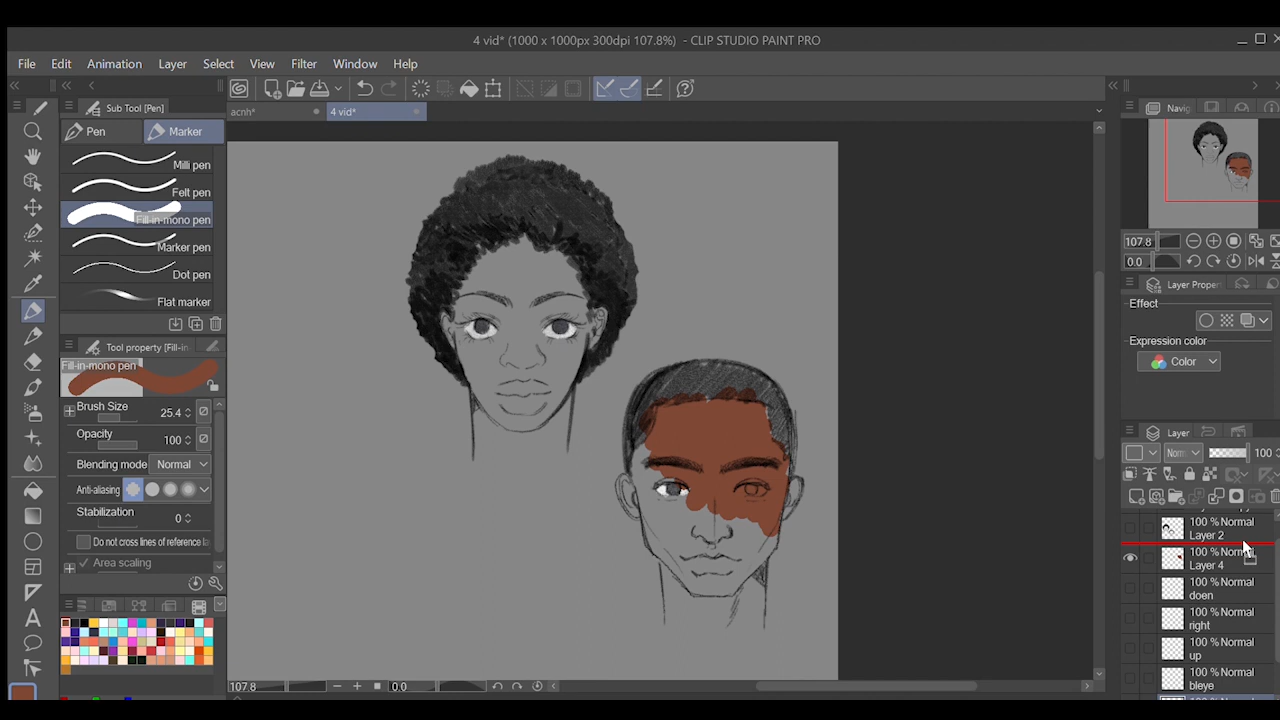 4 vid* (1000 x 1000px 300dpi 107.8%) - CLIP STUDIO PAINT PRO
File Edit Animation Layer Select View Filter Window Help
Sub Tool [Pen]
acnh* 4 vid*
Navig
Pen Marker
Milli pen
Felt pen
Fill-in-mono pen
Marker pen
Dot pen
Flat marker
107.8
0.0
Layer Proper
Effect
Expression color
Color
Tool property [Fill-in
Fill-in-mono pen
Brush Size 25.4
Opacity 100
Blending mode Normal
Anti-aliasing
Stabilization 0
Do not cross lines of reference la
Area scaling
Layer
Norm 100
100 % Normal
Layer 2
100 % Normal
Layer 4
100 % Normal
doen
100 % Normal
right
100 % Normal
up
100 % Normal
bleye
107.8 0.0